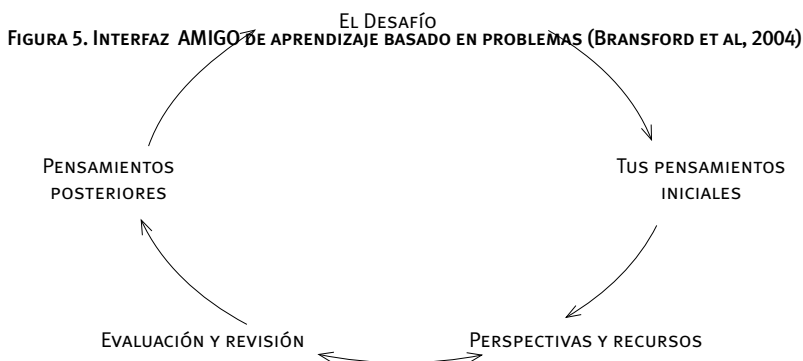 El Desafío
Figura 5. Interfaz AMIGO de aprendizaje basado en problemas (Bransford et al, 2004)
Pensamientos
posteriores
Tus pensamientos
iniciales
Evaluación y revisión
Perspectivas y recursos